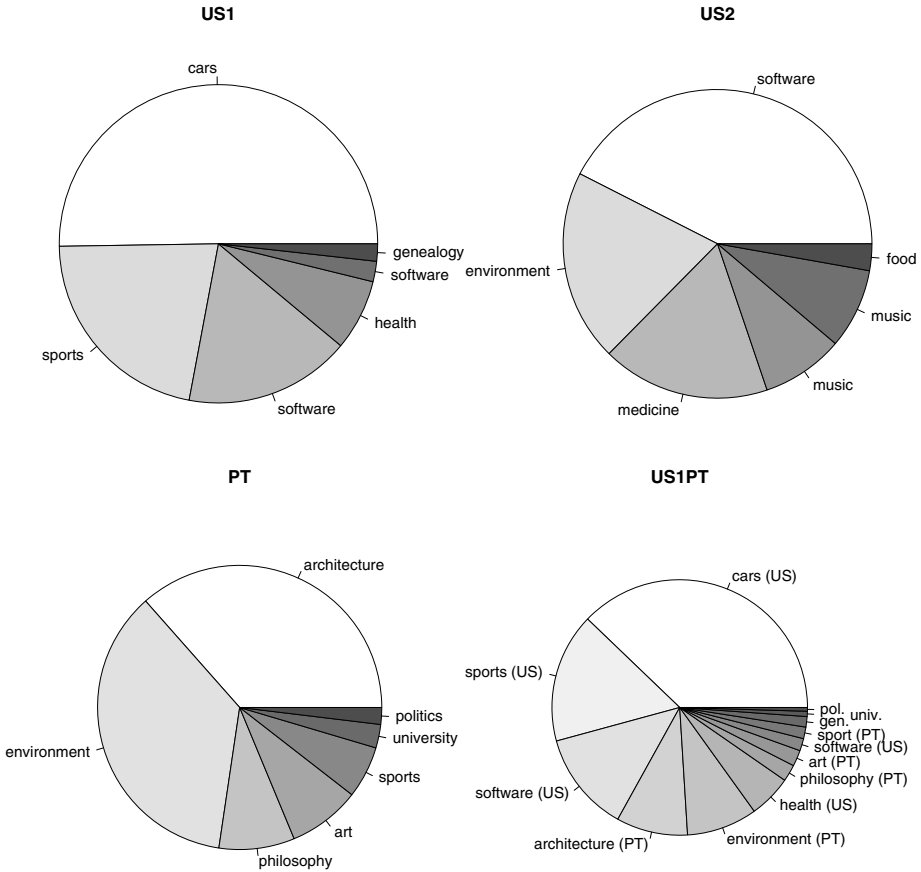 US1
US2
cars
software
genealogy
software
health
software
sports
food
music
music
medicine
environment
PT
US1PT
architecture
politics
university
sports
art
philosophy
environment
cars (US)
sports (US)
software (US)
architecture (PT)
environment (PT)
health (US)
philosophy (PT)
art (PT)
software (US)
sport (PT)
gen.
univ.
pol.